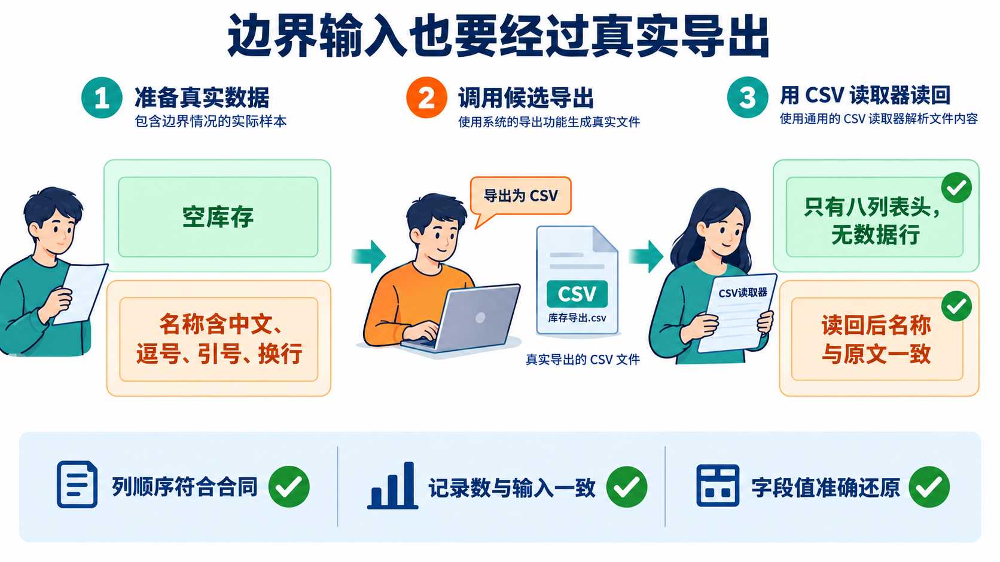 边界输入也要经过真实导出
1 准备真实数据
包含边界情况的实际样本
2 调用候选导出
使用系统的导出功能生成真实文件
3 用 CSV 读取器读回
使用通用的 CSV 读取器解析文件内容
空库存
名称含中文、
逗号、引号、换行
导出为 CSV
CSV
库存导出.csv
真实导出的 CSV 文件
CSV读取器
只有八列表头，
无数据行
读回后名称
与原文一致
列顺序符合合同
记录数与输入一致
字段值准确还原